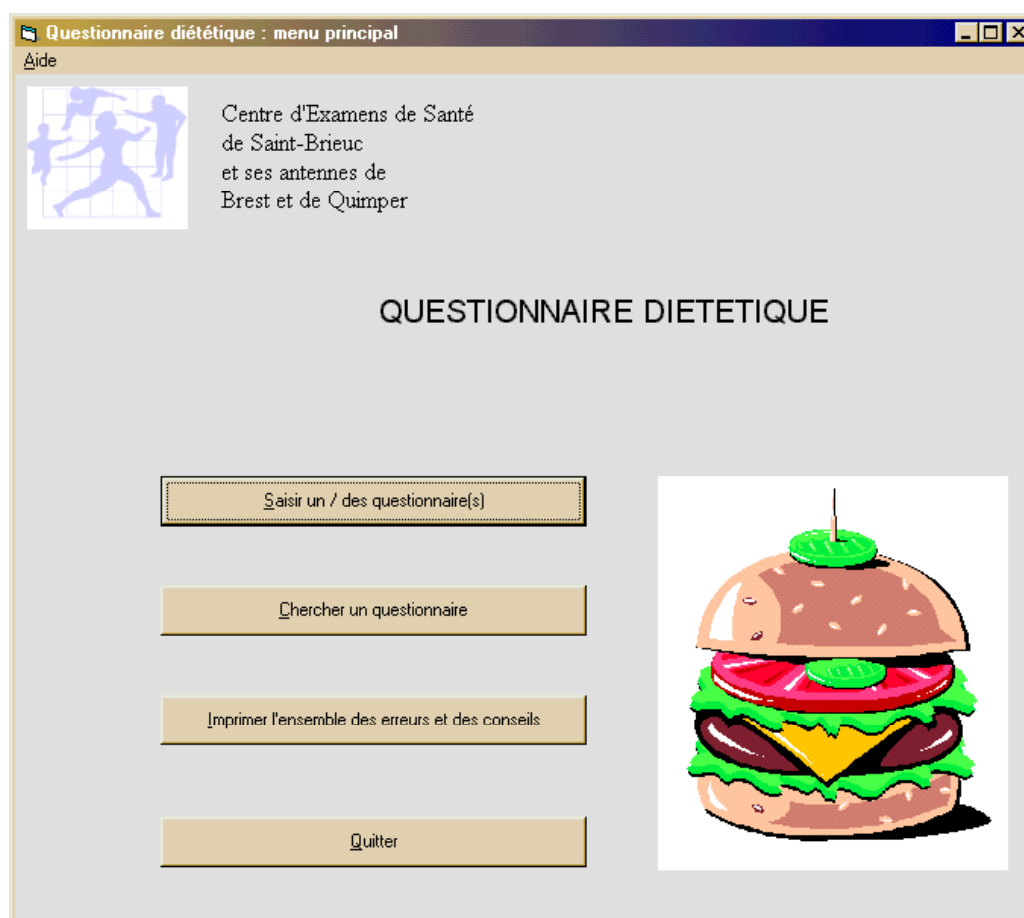 Questionnaire diététique : menu principal
Aide
Centre d'Examens de Santé
de Saint-Brieuc
et ses antennes de
Brest et de Quimper
QUESTIONNAIRE DIETETIQUE
Saisir un / des questionnaire(s)
Chercher un questionnaire
Imprimer l'ensemble des erreurs et des conseils
Quitter